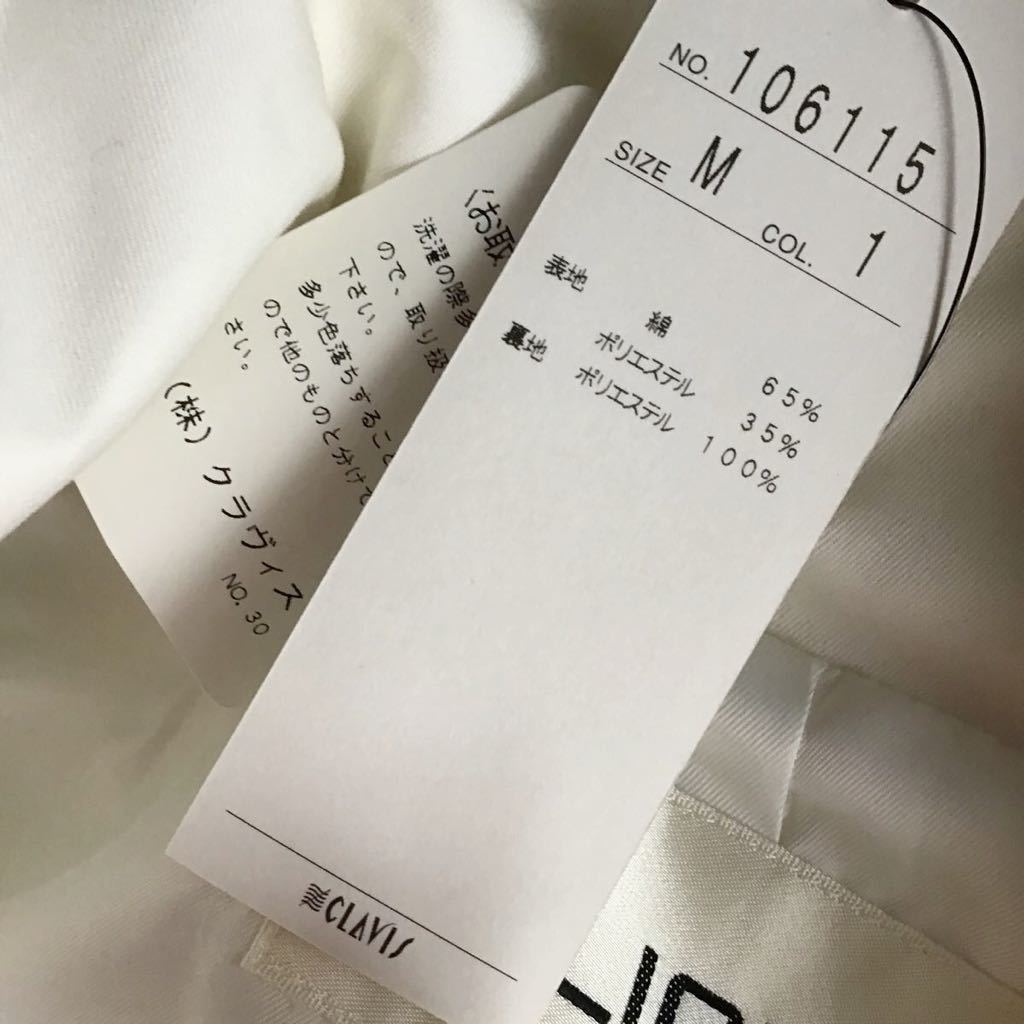 NO. 106115
SIZE M COL. 1
表地
綿 65%
ポリエステル 35%
裏地 ポリエステル 100%
CLAVIS
〈お取
洗濯の際多
ので、取り扱
下さい。
多少色落ちすること
ので他のものと分けて
さい。
(株) クラヴィス
NO. 30